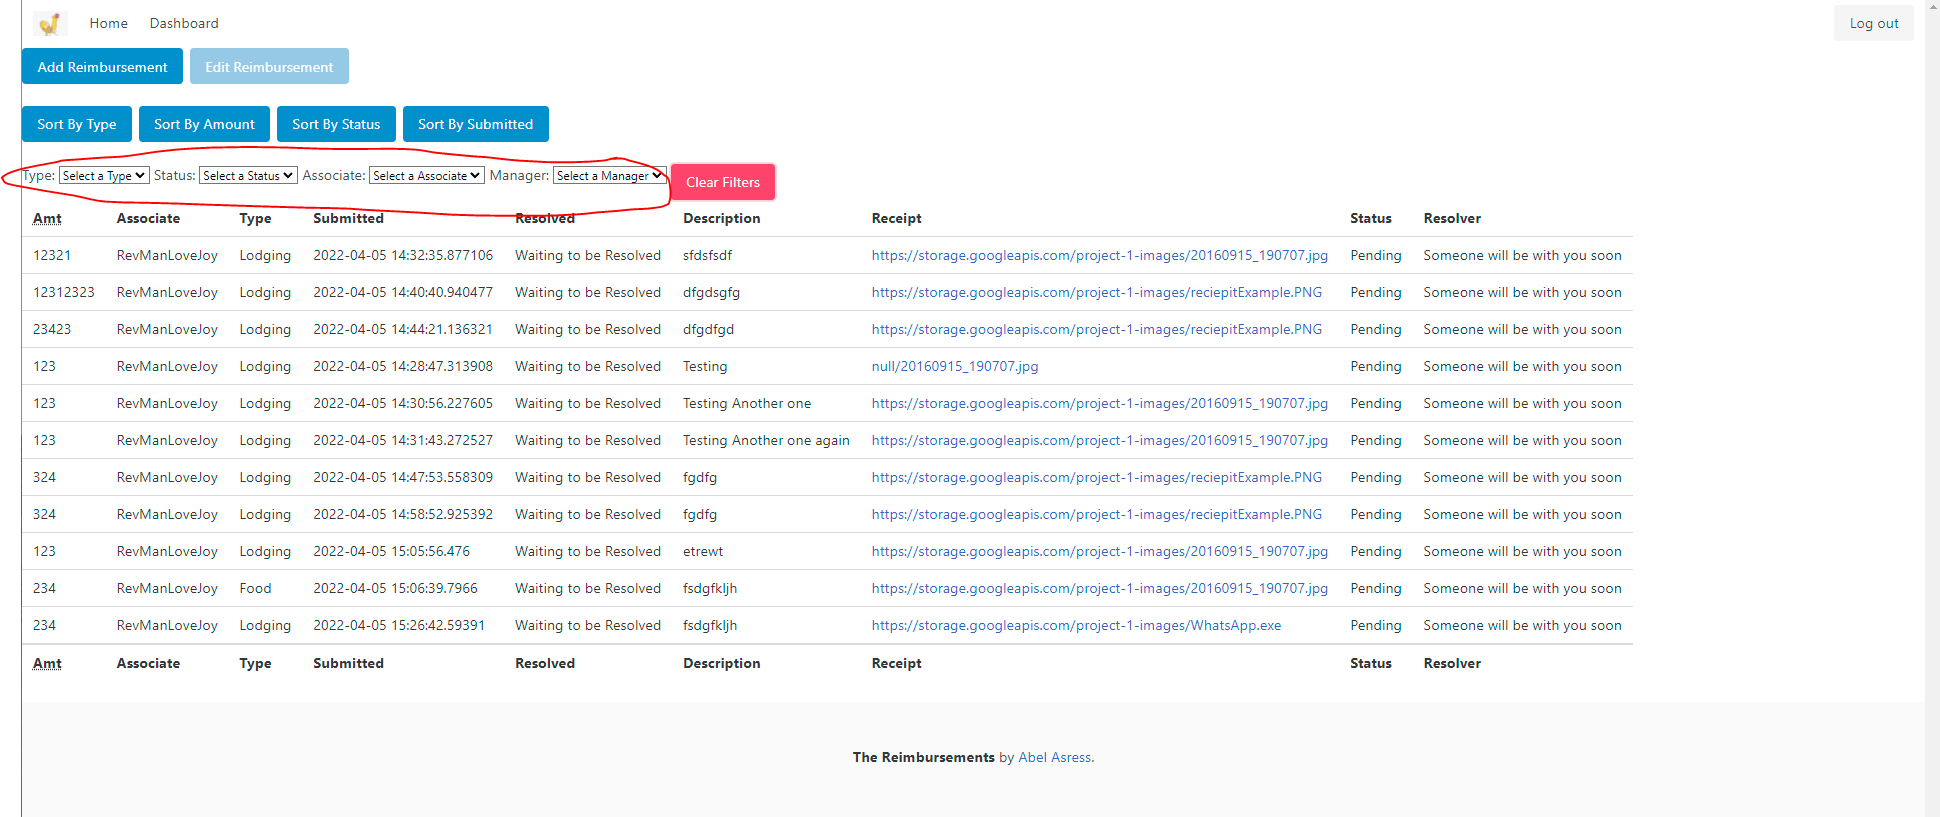 Home Dashboard Log out
Add Reimbursement Edit Reimbursement
Sort By Type Sort By Amount Sort By Status Sort By Submitted
Type: Select a Type Status: Select a Status Associate: Select a Associate Manager: Select a Manager Clear Filters
Amt Associate Type Submitted Resolved Description Receipt Status Resolver
12321 RevManLoveJoy Lodging 2022-04-05 14:32:35.877106 Waiting to be Resolved sfdsfsdf https://storage.googleapis.com/project-1-images/20160915_190707.jpg Pending Someone will be with you soon
12312323 RevManLoveJoy Lodging 2022-04-05 14:40:40.940477 Waiting to be Resolved dfgdsgfg https://storage.googleapis.com/project-1-images/reciepitExample.PNG Pending Someone will be with you soon
23423 RevManLoveJoy Lodging 2022-04-05 14:44:21.136321 Waiting to be Resolved dfgdfgd https://storage.googleapis.com/project-1-images/reciepitExample.PNG Pending Someone will be with you soon
123 RevManLoveJoy Lodging 2022-04-05 14:28:47.313908 Waiting to be Resolved Testing null/20160915_190707.jpg Pending Someone will be with you soon
123 RevManLoveJoy Lodging 2022-04-05 14:30:56.227605 Waiting to be Resolved Testing Another one https://storage.googleapis.com/project-1-images/20160915_190707.jpg Pending Someone will be with you soon
123 RevManLoveJoy Lodging 2022-04-05 14:31:43.272527 Waiting to be Resolved Testing Another one again https://storage.googleapis.com/project-1-images/20160915_190707.jpg Pending Someone will be with you soon
324 RevManLoveJoy Lodging 2022-04-05 14:47:53.558309 Waiting to be Resolved fgdfg https://storage.googleapis.com/project-1-images/reciepitExample.PNG Pending Someone will be with you soon
324 RevManLoveJoy Lodging 2022-04-05 14:58:52.925392 Waiting to be Resolved fgdfg https://storage.googleapis.com/project-1-images/reciepitExample.PNG Pending Someone will be with you soon
123 RevManLoveJoy Lodging 2022-04-05 15:05:56.476 Waiting to be Resolved etrewt https://storage.googleapis.com/project-1-images/20160915_190707.jpg Pending Someone will be with you soon
234 RevManLoveJoy Food 2022-04-05 15:06:39.7966 Waiting to be Resolved fsdgfkljh https://storage.googleapis.com/project-1-images/20160915_190707.jpg Pending Someone will be with you soon
234 RevManLoveJoy Lodging 2022-04-05 15:26:42.59391 Waiting to be Resolved fsdgfkljh https://storage.googleapis.com/project-1-images/WhatsApp.exe Pending Someone will be with you soon
Amt Associate Type Submitted Resolved Description Receipt Status Resolver
The Reimbursements by Abel Asress.